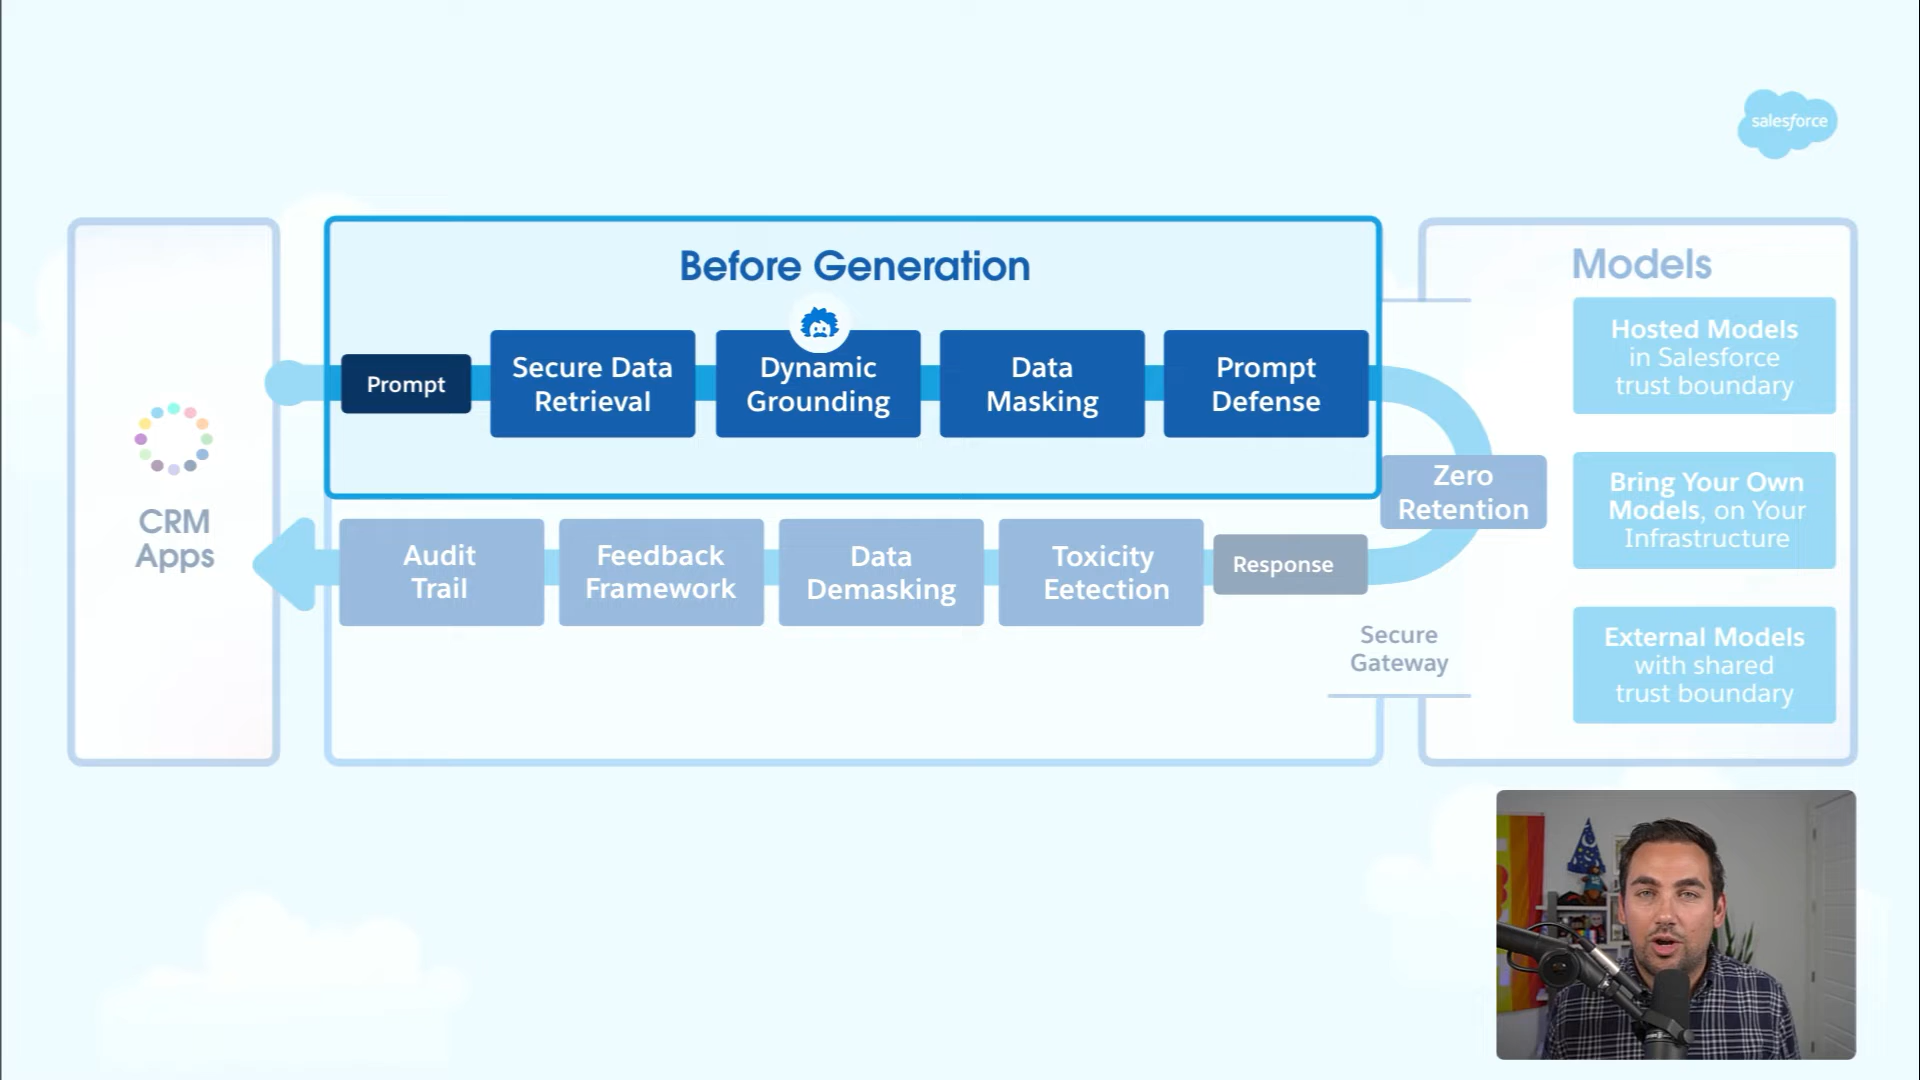 salesforce
Before Generation
Prompt
Secure Data
Retrieval
Dynamic
Grounding
Data
Masking
Prompt
Defense
CRM
Apps
Audit
Trail
Feedback
Framework
Data
Demasking
Toxicity
Eetection
Response
Zero
Retention
Secure
Gateway
Models
Hosted Models
in Salesforce
trust boundary
Bring Your Own
Models, on Your
Infrastructure
External Models
with shared
trust boundary